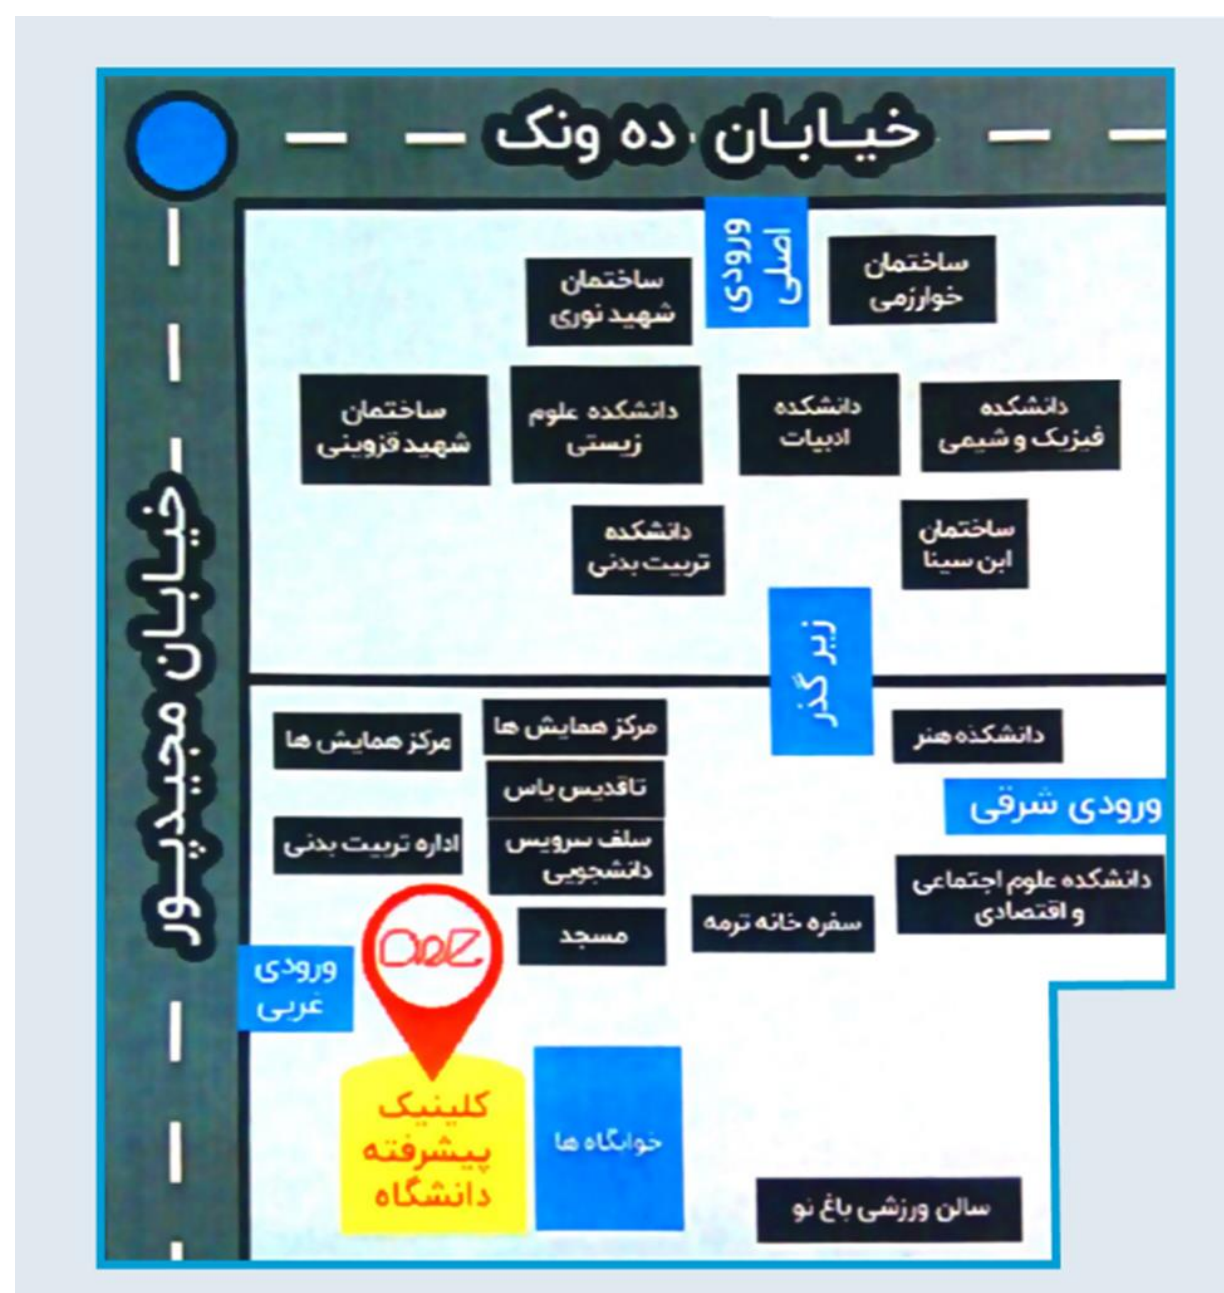 خیابان ده ونک
ورودی
اصلی
ساختمان
خوارزمی
ساختمان
شهید نوری
دانشکده
فیزیک و شیمی
دانشکده
ادبیات
دانشکده علوم
زیستی
ساختمان
شهید قزوینی
ساختمان
ابن سینا
دانشکده
تربیت بدنی
خیابان مجیدپور
زیر گذر
دانشکده هنر
مرکز همایش ها
مرکز همایش ها
تاقدیس یاس
ورودی شرقی
سلف سرویس
دانشجویی
اداره تربیت بدنی
دانشکده علوم اجتماعی
و اقتصادی
سفره خانه ترمه
مسجد
ورودی
غربی
کلینیک
پیشرفته
دانشگاه
خوابگاه ها
سالن ورزشی باغ نو